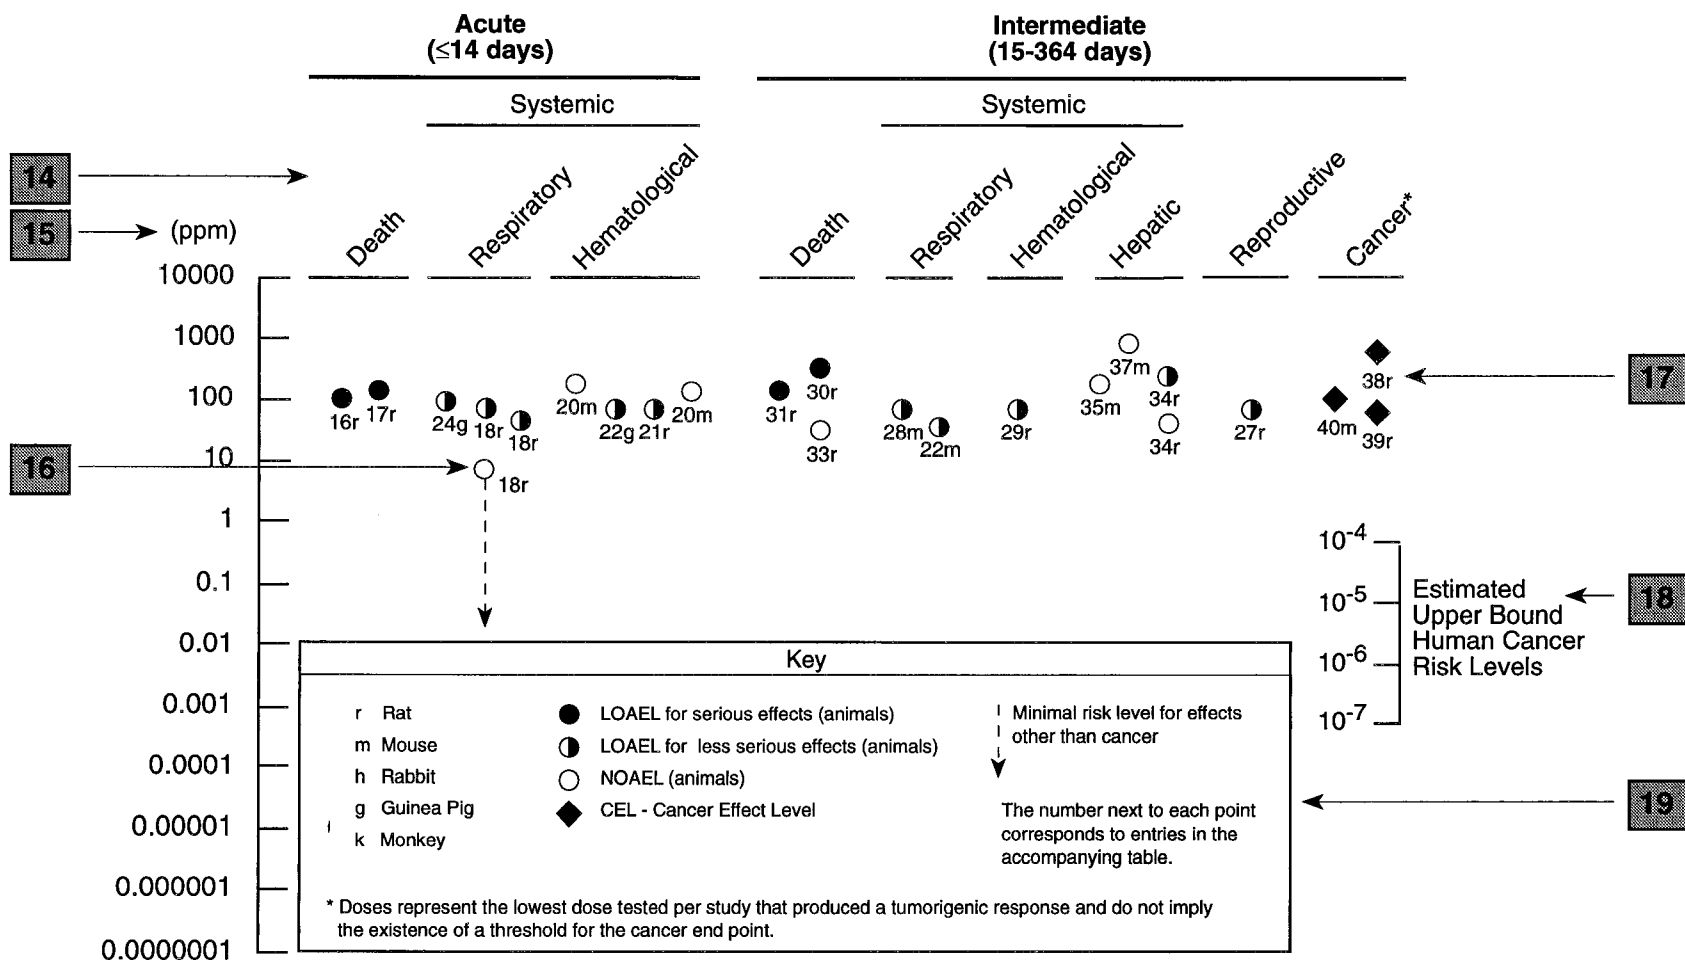 Acute
(≤14 days)
Intermediate
(15-364 days)
Systemic
Systemic
14
15
(ppm)
Death
Respiratory
Hematological
Death
Respiratory
Hematological
Hepatic
Reproductive
Cancer*
10000
1000
100
10
1
0.1
0.01
0.001
0.0001
0.00001
0.000001
0.0000001
16r
17r
24g
18r
18r
18r
20m
22g
21r
20m
31r
30r
33r
28m
22m
29r
35m
37m
34r
34r
27r
40m
38r
39r
16
17
10-4
10-5
10-6
10-7
Estimated
Upper Bound
Human Cancer
Risk Levels
18
19
Key
r Rat
m Mouse
h Rabbit
g Guinea Pig
k Monkey
LOAEL for serious effects (animals)
LOAEL for less serious effects (animals)
NOAEL (animals)
CEL - Cancer Effect Level
Minimal risk level for effects
other than cancer
The number next to each point
corresponds to entries in the
accompanying table.
* Doses represent the lowest dose tested per study that produced a tumorigenic response and do not imply
the existence of a threshold for the cancer end point.